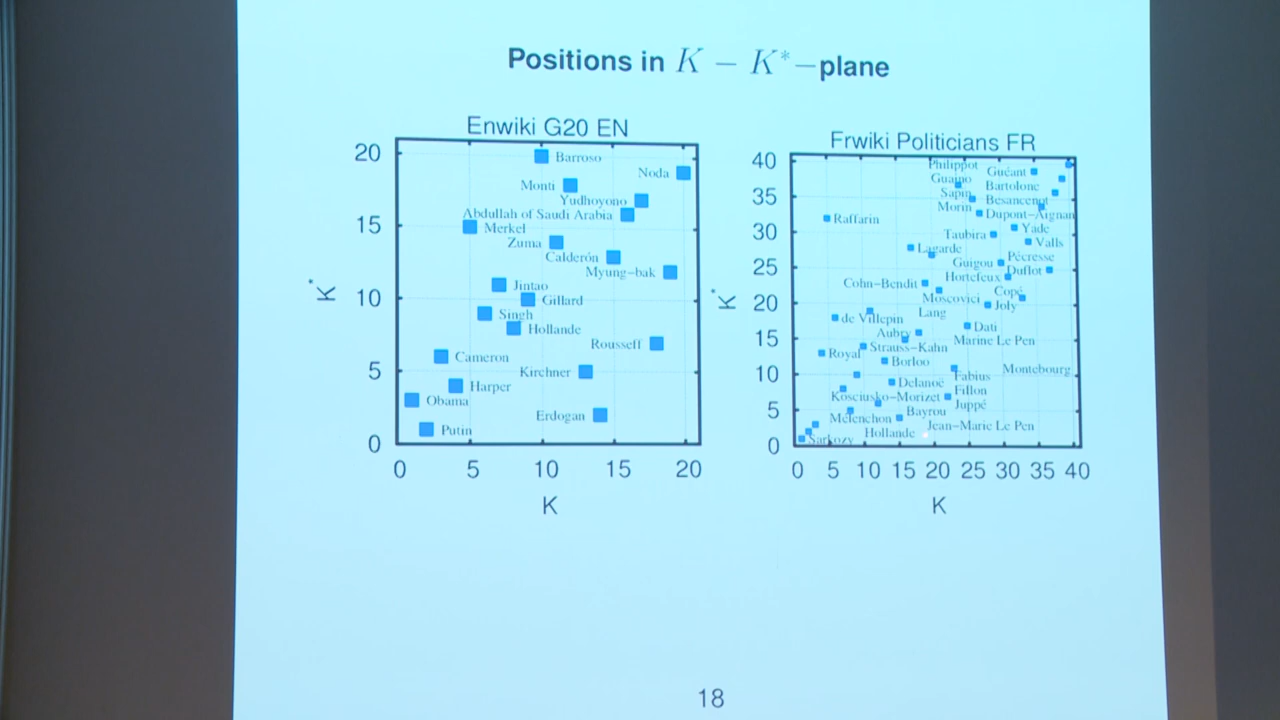 Positions in K − K*−plane
Enwiki G20 EN
20
15
10
5
0
K*
Barroso
Noda
Monti
Yudhoyono
Abdullah of Saudi Arabia
Merkel
Zuma
Calderón
Myung−bak
Jintao
Gillard
Singh
Hollande
Rousseff
Cameron
Kirchner
Harper
Obama
Erdogan
Putin
0 5 10 15 20
K
Frwiki Politicians FR
40
35
30
25
20
15
10
5
0
K*
Philippot
Guéant
Guaino
Bartolone
Sapin
Besancenot
Morin
Dupont−Aignan
Raffarin
Yade
Taubira
Valls
Lagarde
Pécresse
Guigou
Duflot
Hortefeux
Cohn−Bendit
Copé
Moscovici
Joly
Lang
de Villepin
Dati
Aubry
Marine Le Pen
Strauss−Kahn
Royal
Borloo
Montebourg
Fabius
Delanoë
Fillon
Kosciusko−Morizet
Juppé
Bayrou
Mélenchon
Jean−Marie Le Pen
Hollande
Sarkozy
0 5 10 15 20 25 30 35 40
K
18